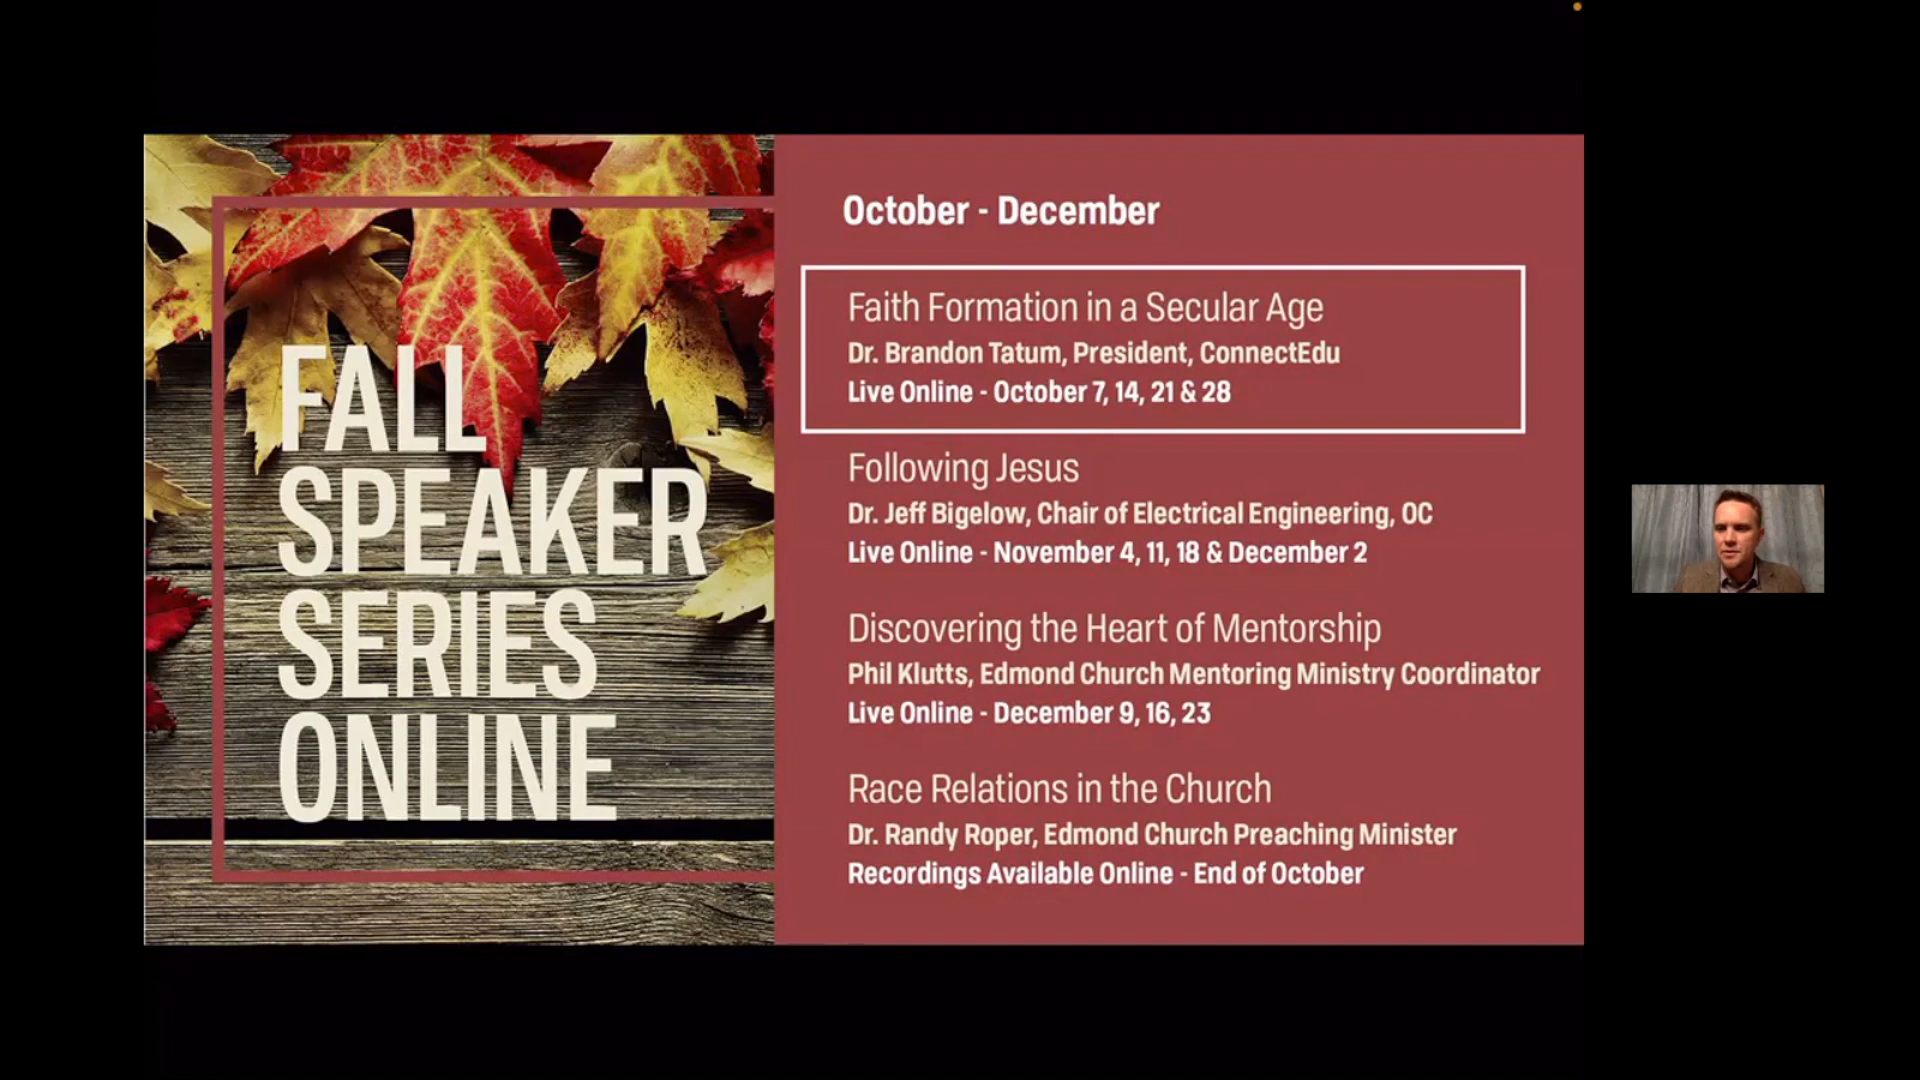 FALL
SPEAKER
SERIES
ONLINE
October - December
Faith Formation in a Secular Age
Dr. Brandon Tatum, President, ConnectEdu
Live Online - October 7, 14, 21 & 28
Following Jesus
Dr. Jeff Bigelow, Chair of Electrical Engineering, OC
Live Online - November 4, 11, 18 & December 2
Discovering the Heart of Mentorship
Phil Klutts, Edmond Church Mentoring Ministry Coordinator
Live Online - December 9, 16, 23
Race Relations in the Church
Dr. Randy Roper, Edmond Church Preaching Minister
Recordings Available Online - End of October